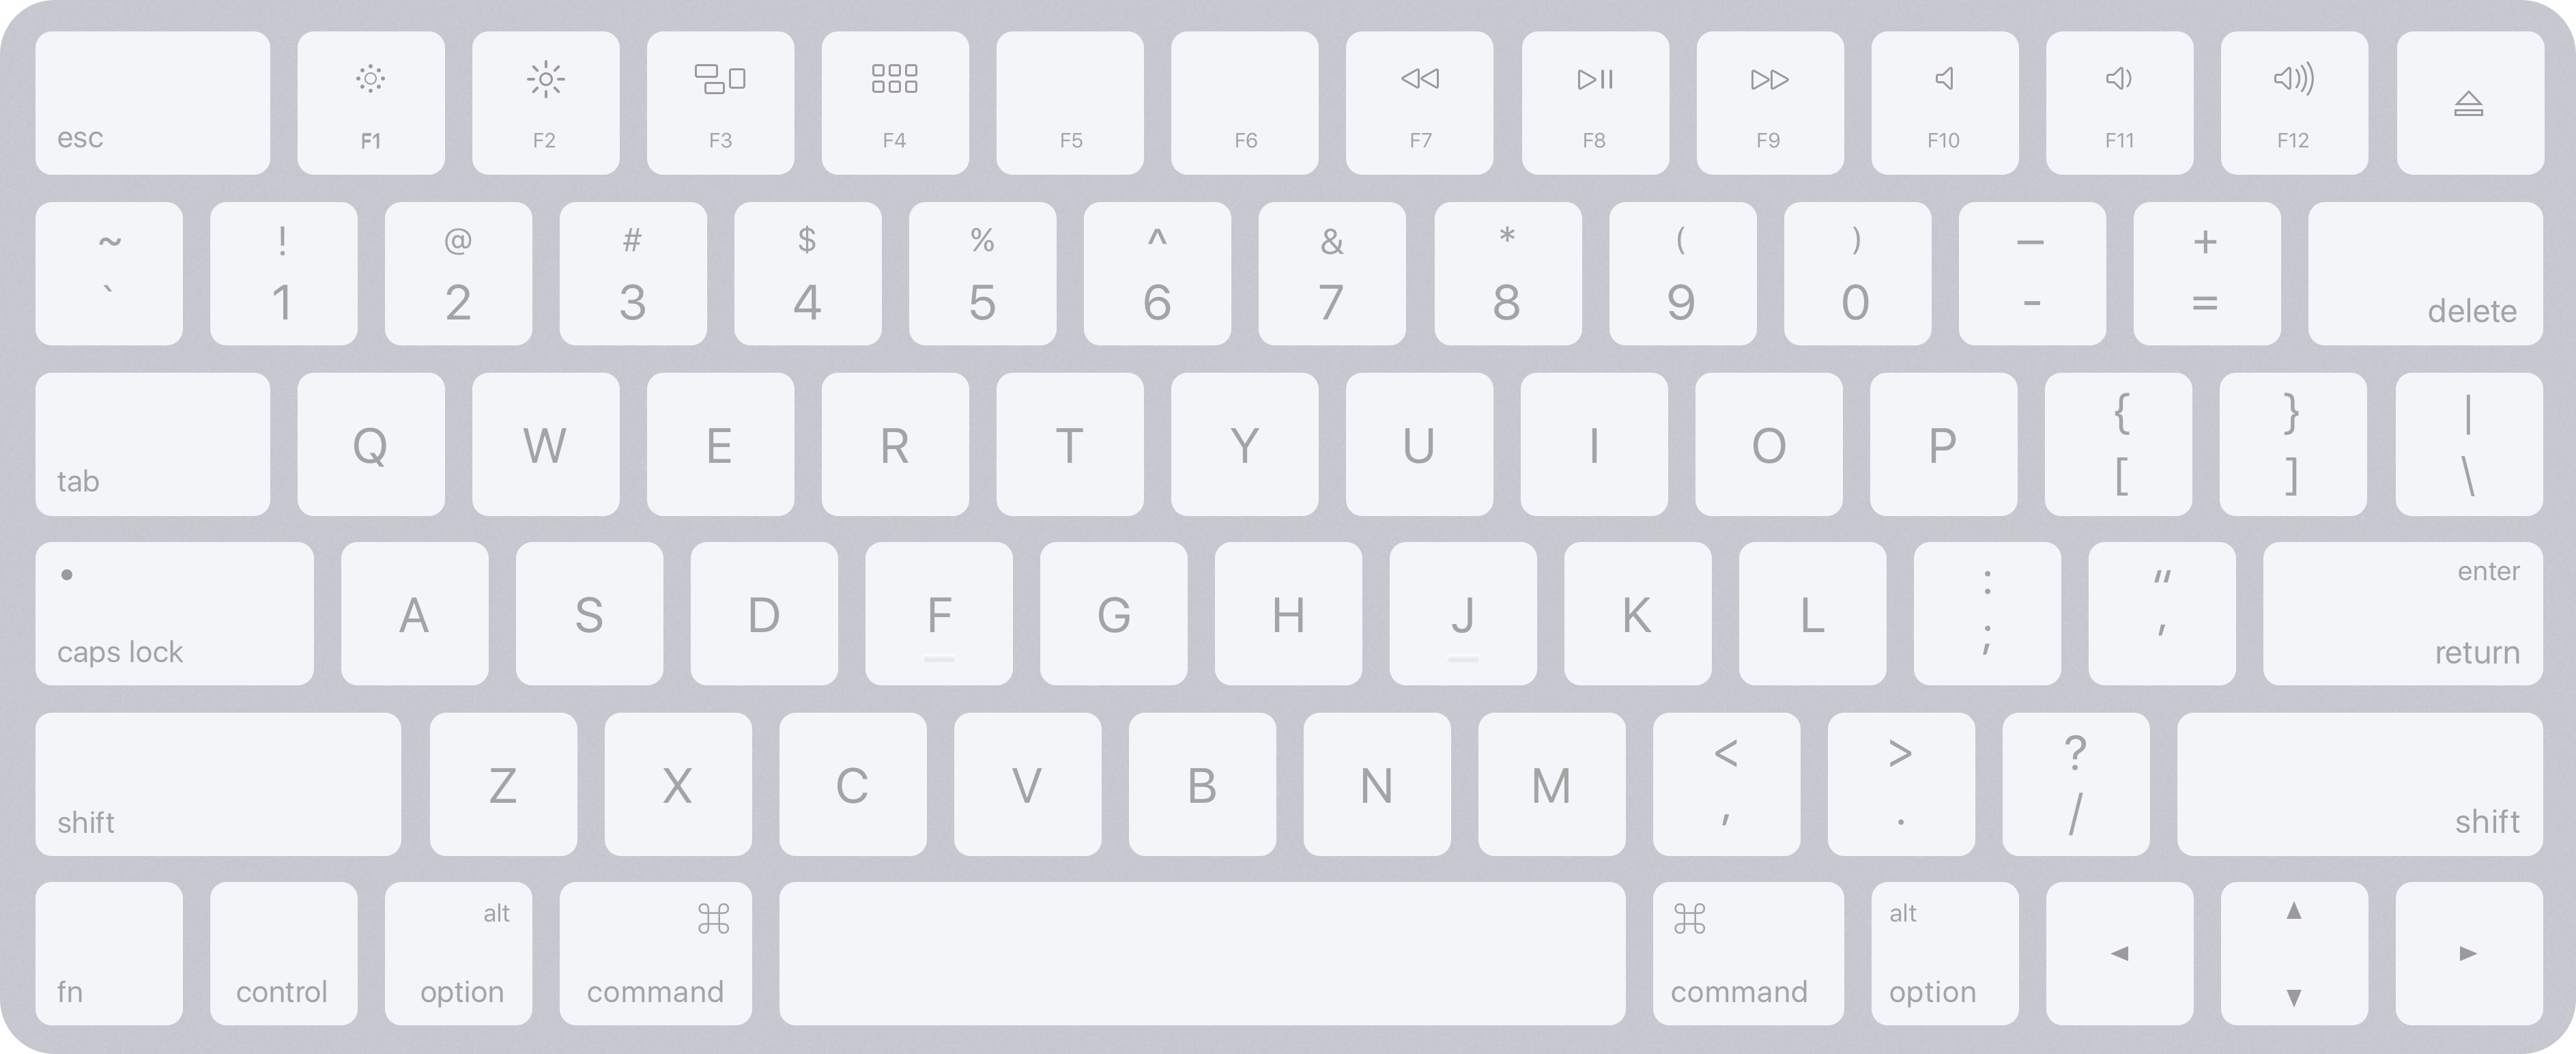 esc F1 F2 F3 F4 F5 F6 F7 F8 F9 F10 F11 F12
~ ! @ # $ % ^ & * ( ) — +
` 1 2 3 4 5 6 7 8 9 0 - = delete
tab Q W E R T Y U I O P { } |
[ ] \
enter
caps lock A S D F G H J K L : "
; ' return
shift Z X C V B N M < > ?
, . / shift
alt ⌘ ⌘ alt
fn control option command command option